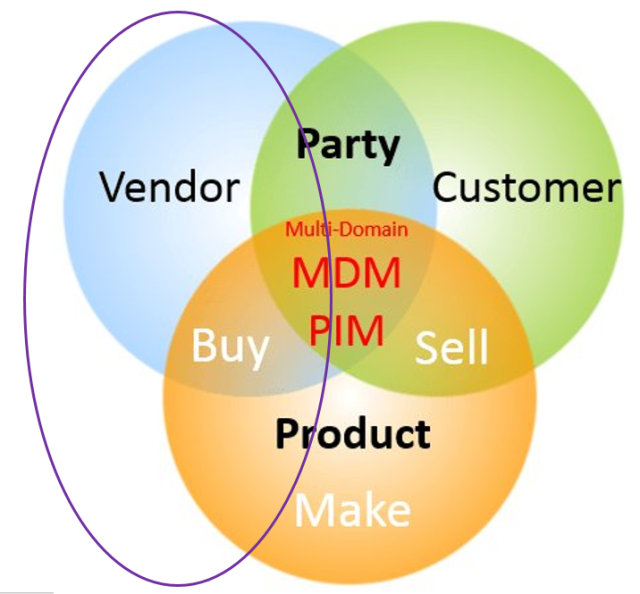 Party
Vendor
Customer
Multi-Domain
MDM
PIM
Buy
Sell
Product
Make